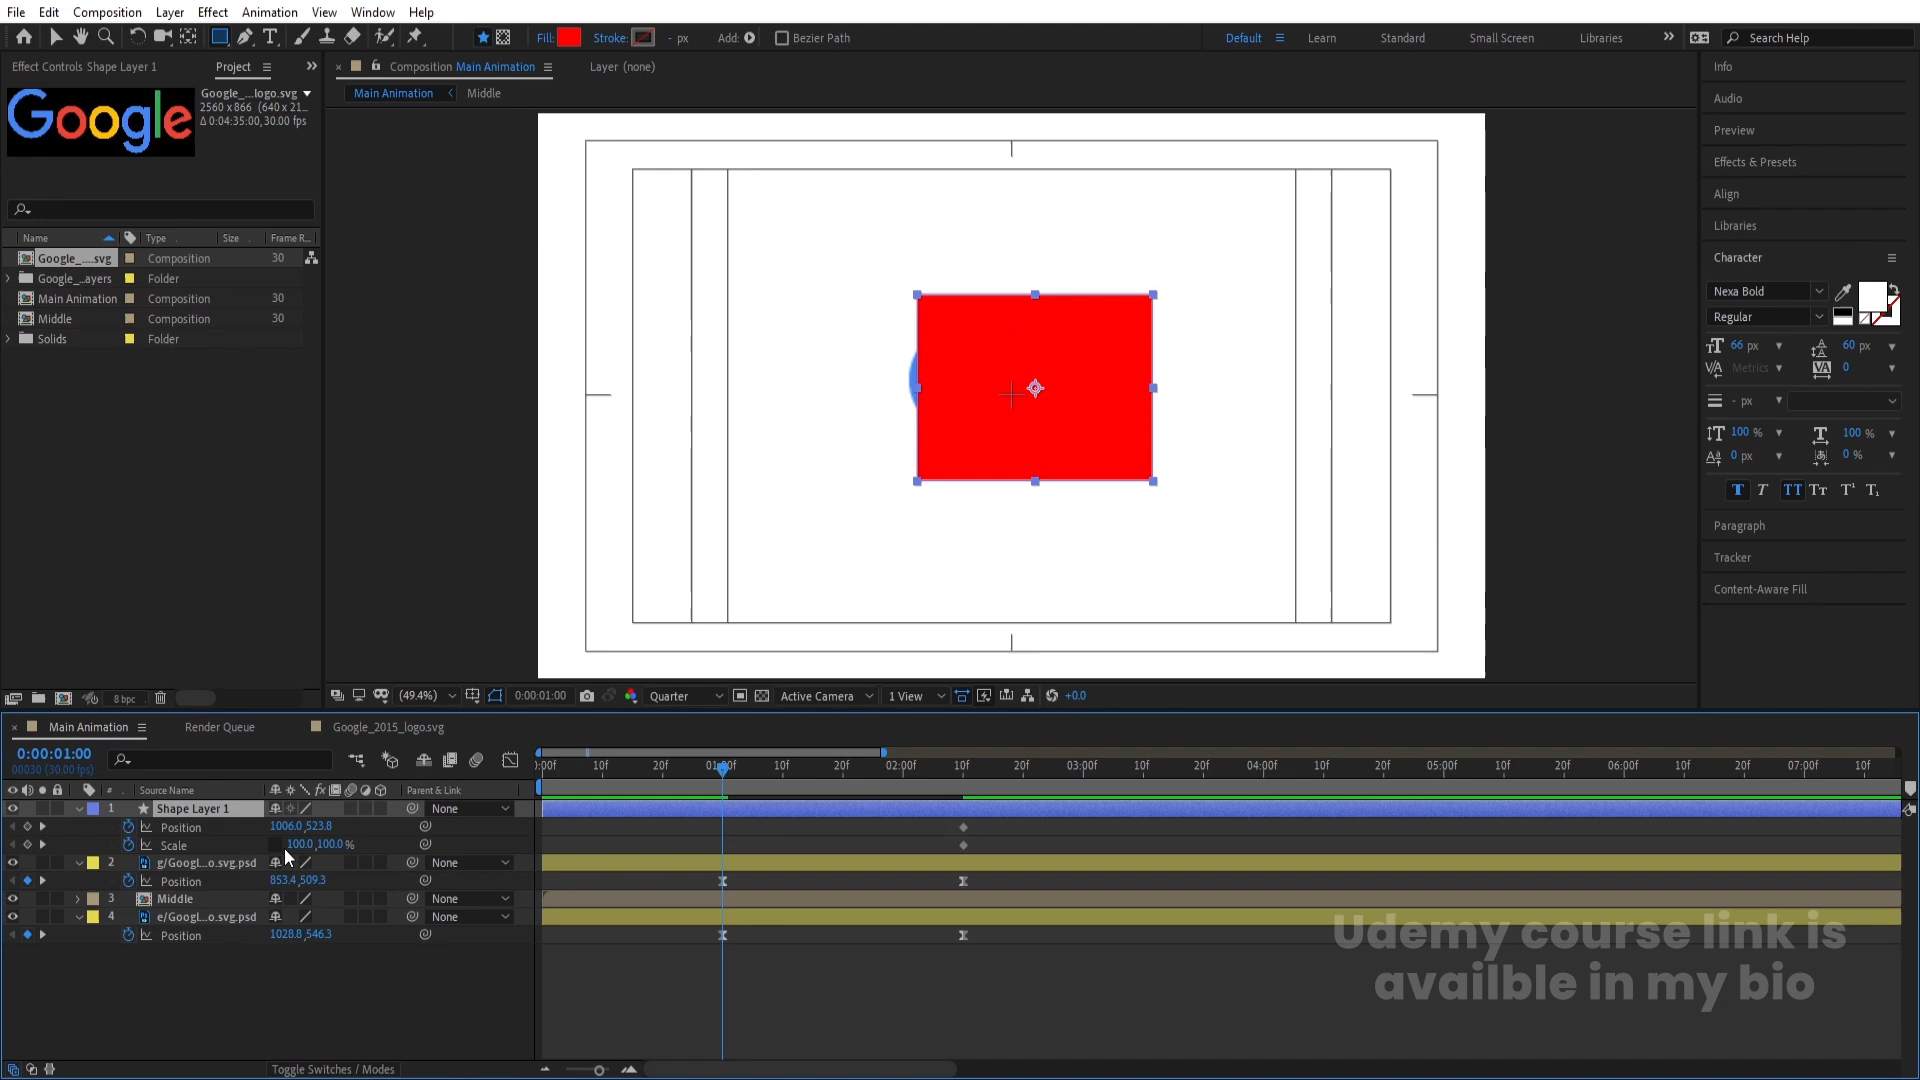 File Edit Composition Layer Effect Animation View Window Help
Fill: Stroke: - px Add: Bezier Path Default Learn Standard Small Screen Libraries Search Help
Effect Controls Shape Layer 1 Project
Composition Main Animation Layer (none)
Main Animation Middle
Google
Google_...logo.svg
2560 x 866 (640 x 21...
Δ 0:04:35:00, 30.00 fps
Name Type Size Frame R...
Google_....svg Composition 30
Google_...ayers Folder
Main Animation Composition 30
Middle Composition 30
Solids Folder
8 bpc
(49.4%) 0:00:01:00 Quarter Active Camera 1 View +0.0
Info
Audio
Preview
Effects & Presets
Align
Libraries
Character
Nexa Bold
Regular
66 px 60 px
Metrics 0
- px
100 % 100 %
0 px 0 %
T T TT Tт T¹ T₁
Paragraph
Tracker
Content-Aware Fill
Main Animation Render Queue Google_2015_logo.svg
0:00:01:00
00030 (30.00 fps)
):00f 10f 20f 01:00f 10f 20f 02:00f 10f 20f 03:00f 10f 20f 04:00f 10f 20f 05:00f 10f 20f 06:00f 10f 20f 07:00f 10f
# Source Name fx Parent & Link
1 Shape Layer 1 None
Position 1006.0,523.8
Scale 100.0,100.0%
2 g/Googl...o.svg.psd None
Position 853.4,509.3
3 Middle None
4 e/Googl...o.svg.psd None
Position 1028.8,546.3
Udemy course link is
availble in my bio
Toggle Switches / Modes